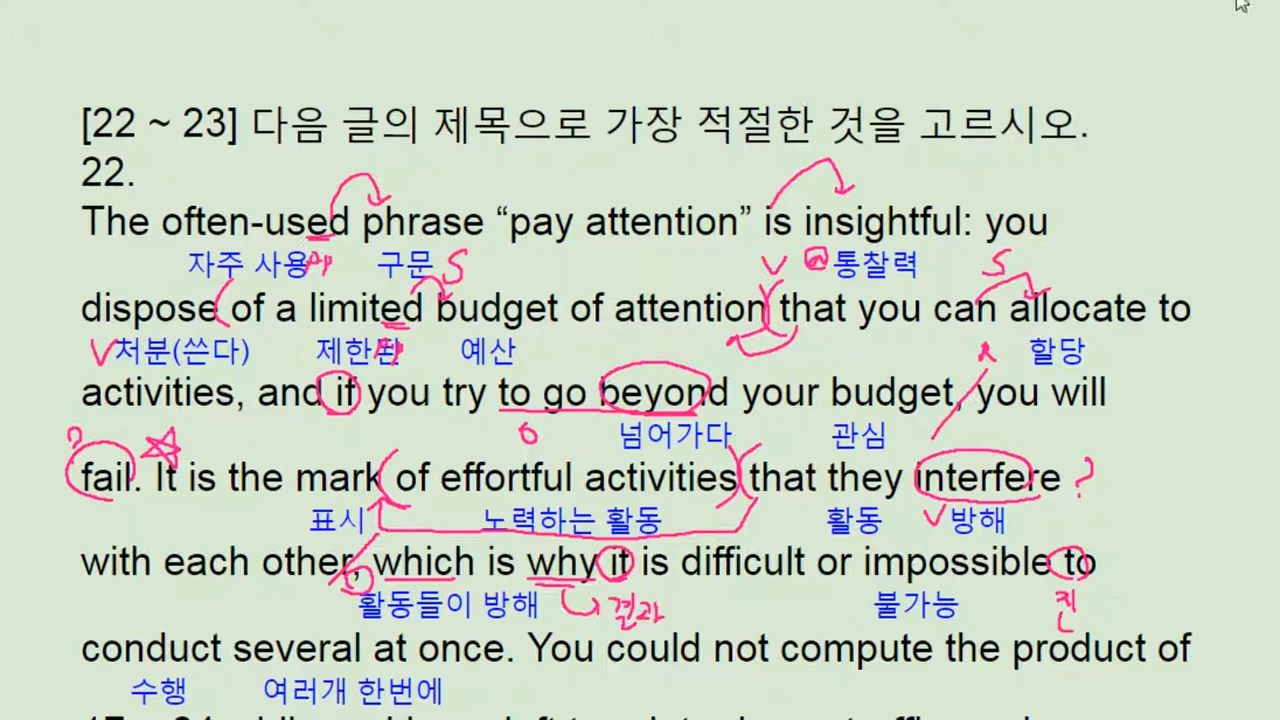 [22 ~ 23] 다음 글의 제목으로 가장 적절한 것을 고르시오.
22.
The often-used phrase “pay attention” is insightful: you
자주 사용 구문 S V 통찰력
dispose of a limited budget of attention that you can allocate to
V 처분(쓴다) 제한된 예산 S 할당
activities, and if you try to go beyond your budget, you will
넘어가다 관심
? fail. It is the mark of effortful activities that they interfere ?
표시 노력하는 활동 활동 V 방해
with each other, which is why it is difficult or impossible to
활동들이 방해 결과 불가능 진
conduct several at once. You could not compute the product of
수행 여러개 한번에